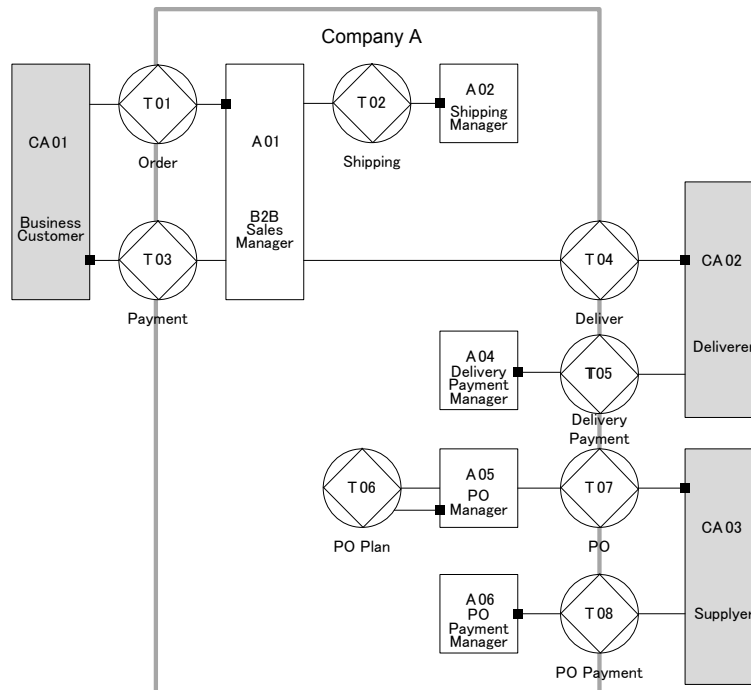 Company A
CA01
Business
Customer
T01
Order
A01
B2B
Sales
Manager
T02
Shipping
A02
Shipping
Manager
T03
Payment
T04
Deliver
CA02
Deliverer
A04
Delivery
Payment
Manager
T05
Delivery
Payment
T06
PO Plan
A05
PO
Manager
T07
PO
CA03
Supplyer
A06
PO
Payment
Manager
T08
PO Payment